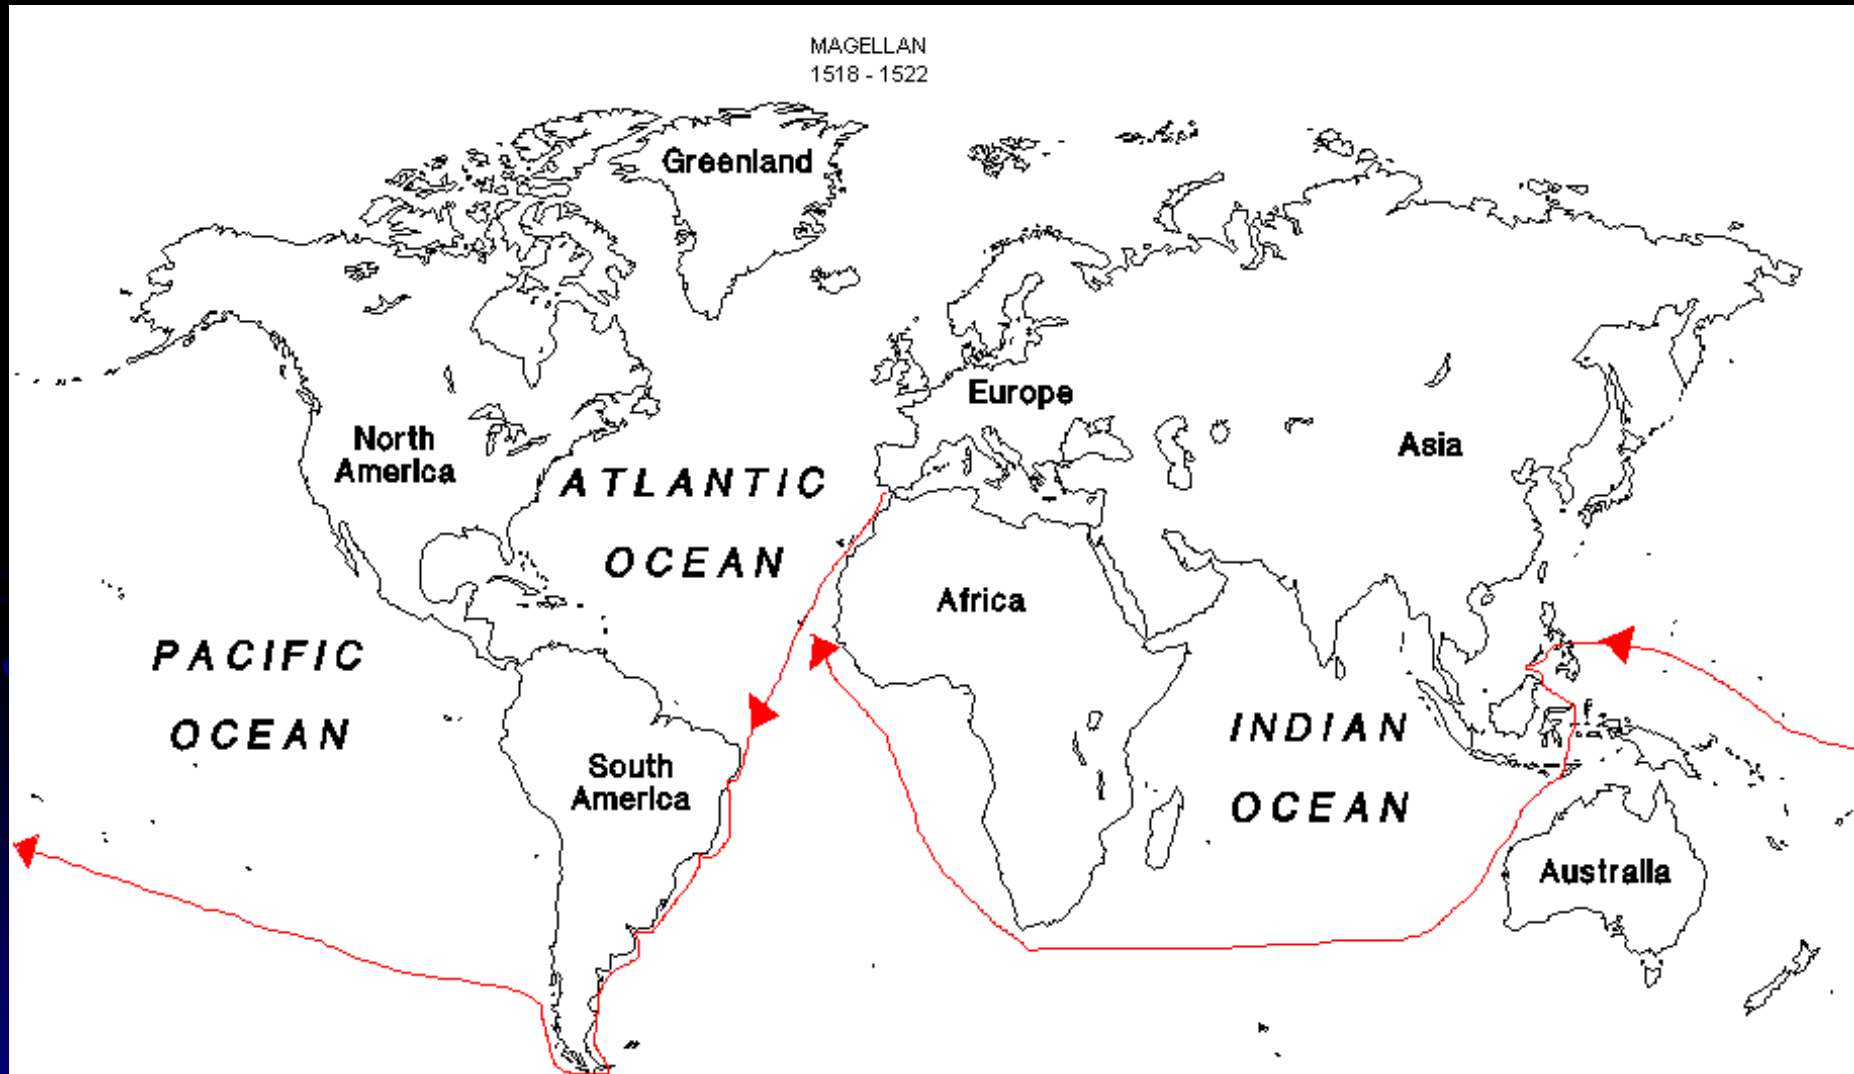 MAGELLAN
1518 - 1522
Greenland
Europe
North
America
Asia
ATLANTIC
OCEAN
Africa
PACIFIC
OCEAN
INDIAN
OCEAN
South
America
Australia